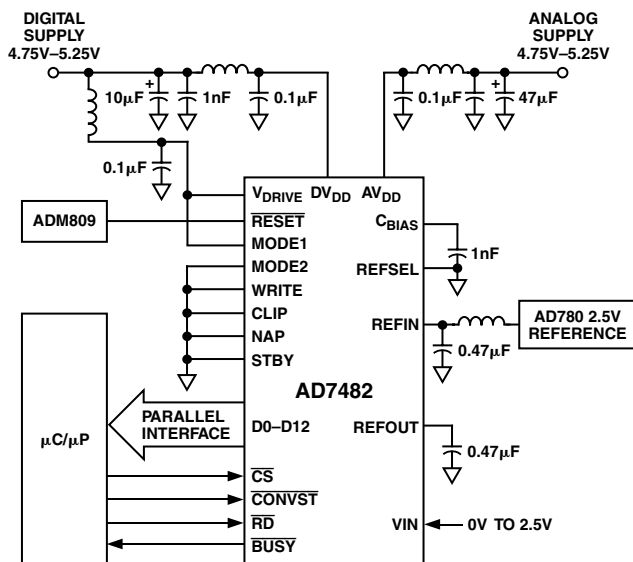 DIGITAL
SUPPLY
4.75V–5.25V
ANALOG
SUPPLY
4.75V–5.25V
10µF
+
1nF
0.1µF
0.1µF
+
47µF
0.1µF
VDRIVE
DVDD
AVDD
ADM809
RESET
MODE1
MODE2
WRITE
CLIP
NAP
STBY
CBIAS
1nF
REFSEL
REFIN
AD780 2.5V
REFERENCE
0.47µF
AD7482
µC/µP
PARALLEL
INTERFACE
D0–D12
REFOUT
0.47µF
CS
CONVST
RD
BUSY
VIN
0V TO 2.5V